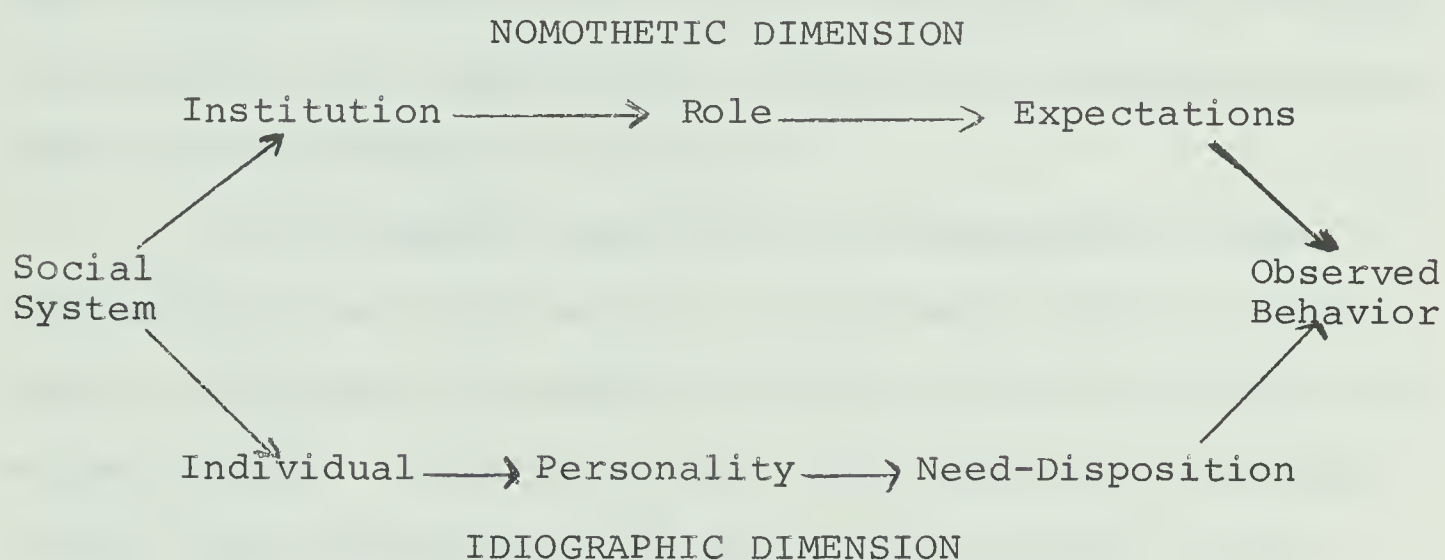 NOMOTHETIC DIMENSION
Institution Role Expectations
Social
System
Observed
Behavior
Individual Personality Need-Disposition
IDIOGRAPHIC DIMENSION